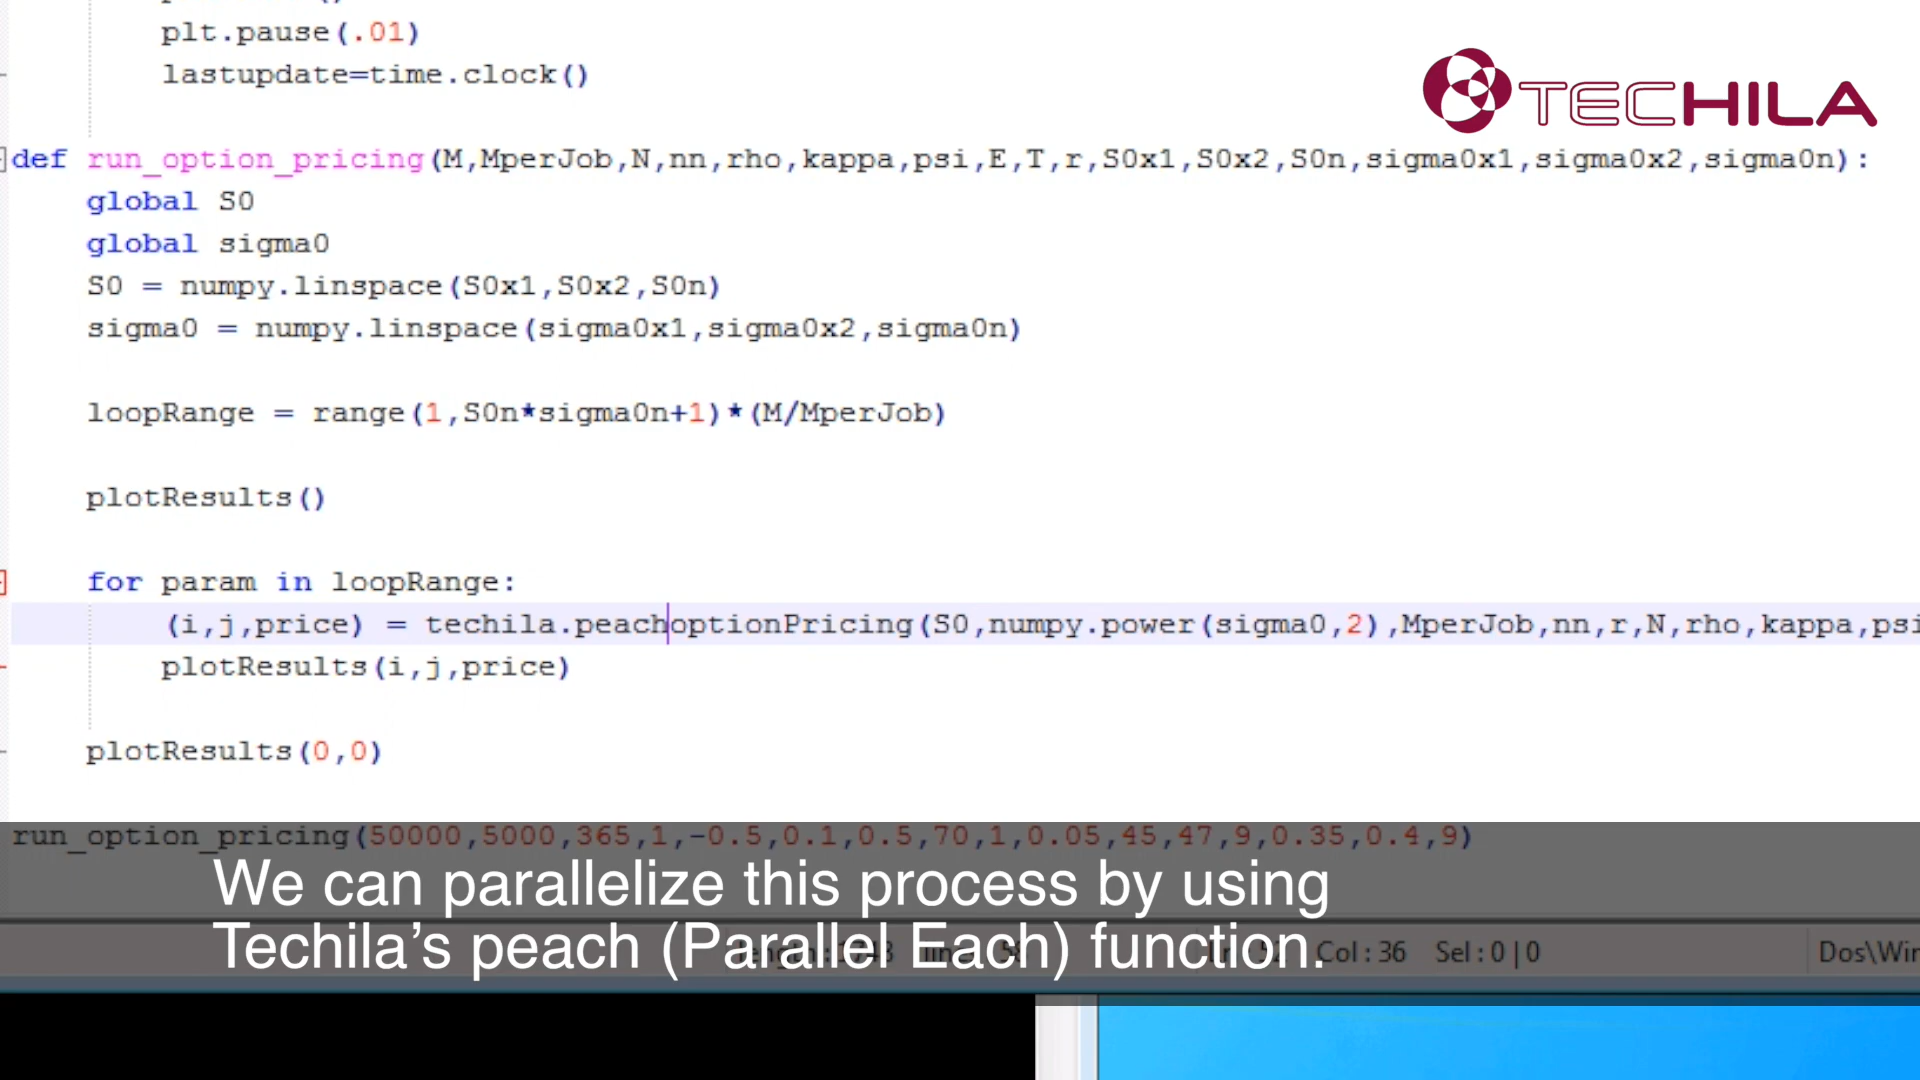 plt.pause(.01)
lastupdate=time.clock()
TECHILA
def run_option_pricing(M,MperJob,N,nn,rho,kappa,psi,E,T,r,S0x1,S0x2,S0n,sigma0x1,sigma0x2,sigma0n):
global S0
global sigma0
S0 = numpy.linspace(S0x1,S0x2,S0n)
sigma0 = numpy.linspace(sigma0x1,sigma0x2,sigma0n)
loopRange = range(1,S0n*sigma0n+1)*(M/MperJob)
plotResults()
for param in loopRange:
(i,j,price) = techila.peachoptionPricing(S0,numpy.power(sigma0,2),MperJob,nn,r,N,rho,kappa,psi
plotResults(i,j,price)
plotResults(0,0)
run_option_pricing(50000,5000,365,1,-0.5,0.1,0.5,70,1,0.05,45,47,9,0.35,0.4,9)
We can parallelize this process by using
Techila’s peach (Parallel Each) function.
Col:36 Sel:0|0
Dos\Win